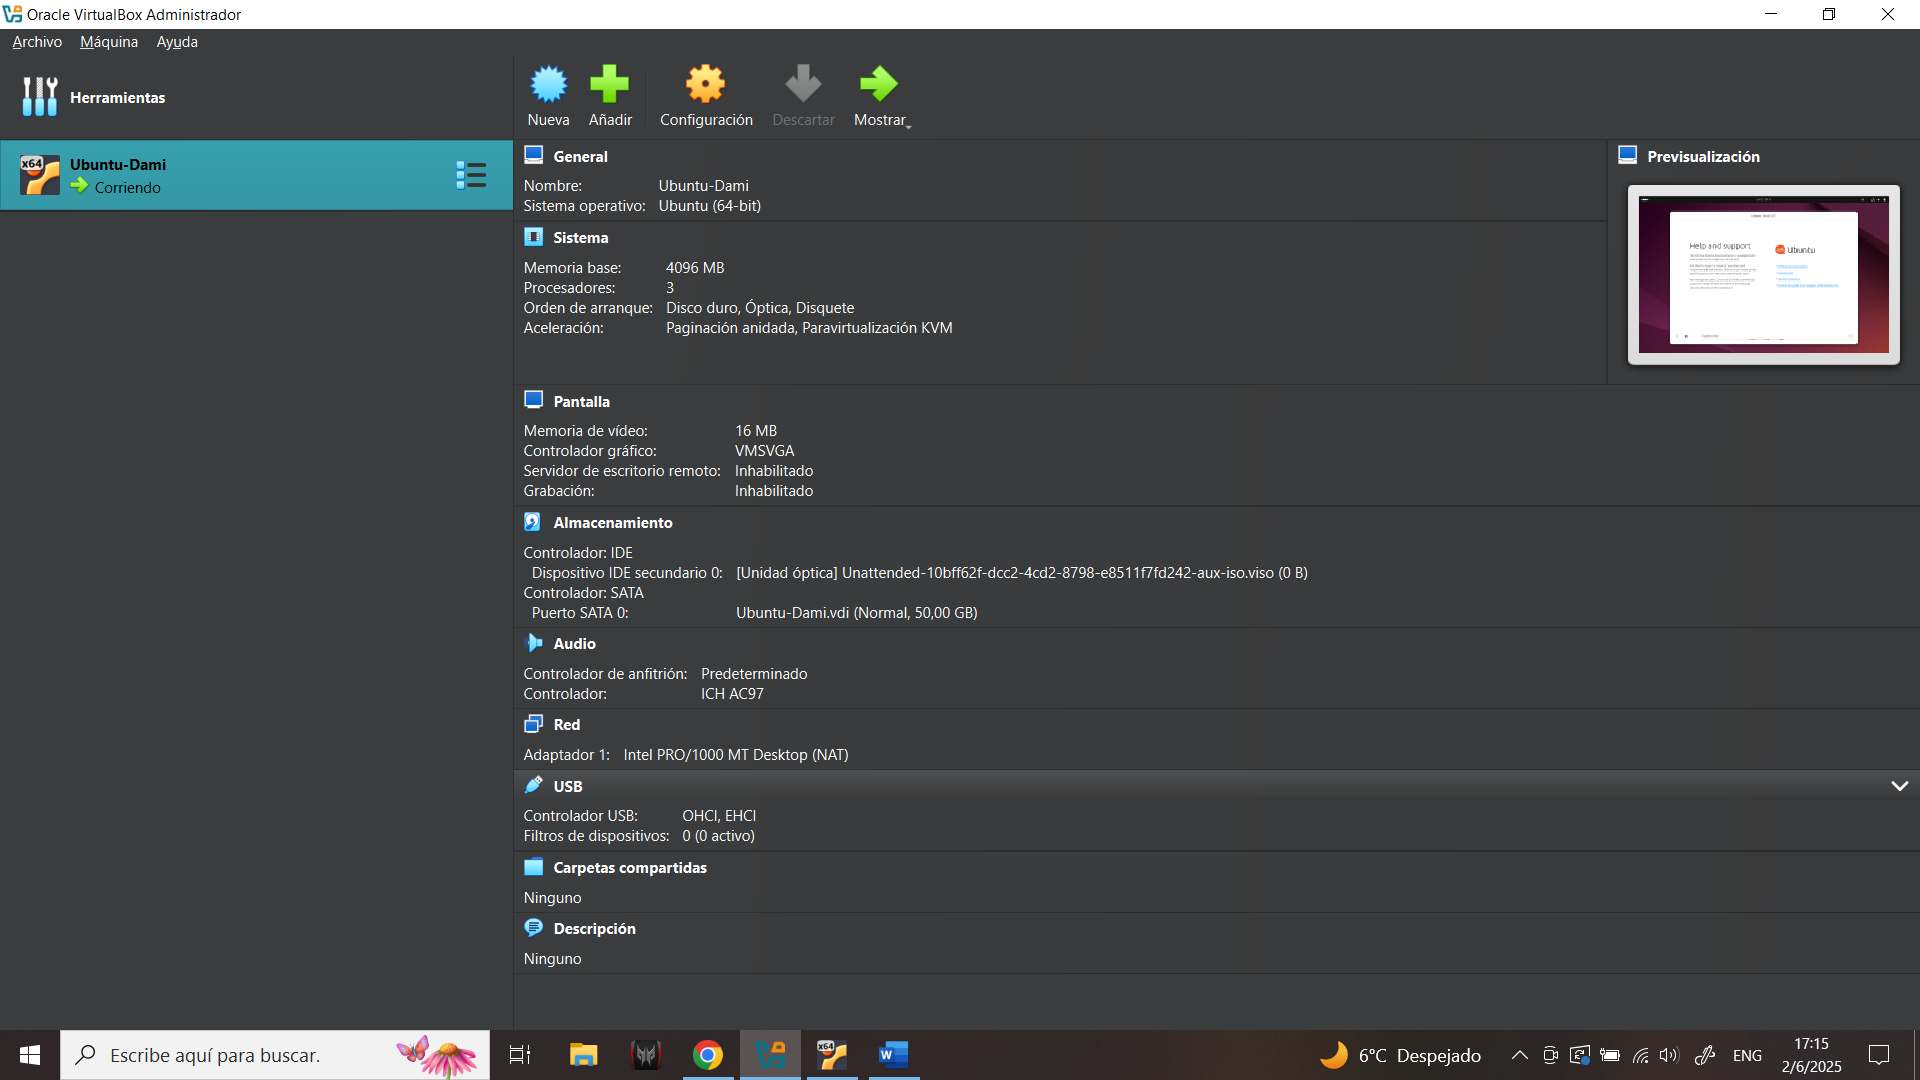 Oracle VirtualBox Administrador
Archivo Máquina Ayuda
Herramientas
Nueva Añadir Configuración Descartar Mostrar
x64
Ubuntu-Dami
Corriendo
General
Nombre: Ubuntu-Dami
Sistema operativo: Ubuntu (64-bit)
Previsualización
Help and support
Ubuntu
Sistema
Memoria base: 4096 MB
Procesadores: 3
Orden de arranque: Disco duro, Óptica, Disquete
Aceleración: Paginación anidada, Paravirtualización KVM
Pantalla
Memoria de vídeo: 16 MB
Controlador gráfico: VMSVGA
Servidor de escritorio remoto: Inhabilitado
Grabación: Inhabilitado
Almacenamiento
Controlador: IDE
Dispositivo IDE secundario 0: [Unidad óptica] Unattended-10bff62f-dcc2-4cd2-8798-e8511f7fd242-aux-iso.viso (0 B)
Controlador: SATA
Puerto SATA 0: Ubuntu-Dami.vdi (Normal, 50,00 GB)
Audio
Controlador de anfitrión: Predeterminado
Controlador: ICH AC97
Red
Adaptador 1: Intel PRO/1000 MT Desktop (NAT)
USB
Controlador USB: OHCI, EHCI
Filtros de dispositivos: 0 (0 activo)
Carpetas compartidas
Ninguno
Descripción
Ninguno
Escribe aquí para buscar.
x64
W
6°C Despejado
ENG
17:15
2/6/2025